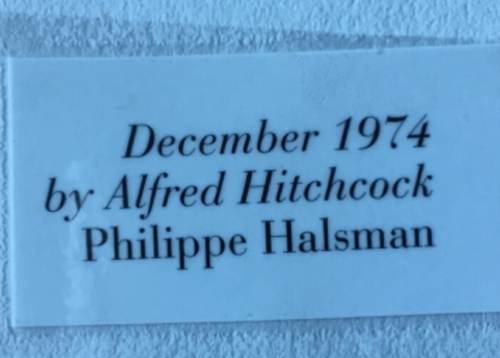 December 1974
by Alfred Hitchcock
Philippe Halsman